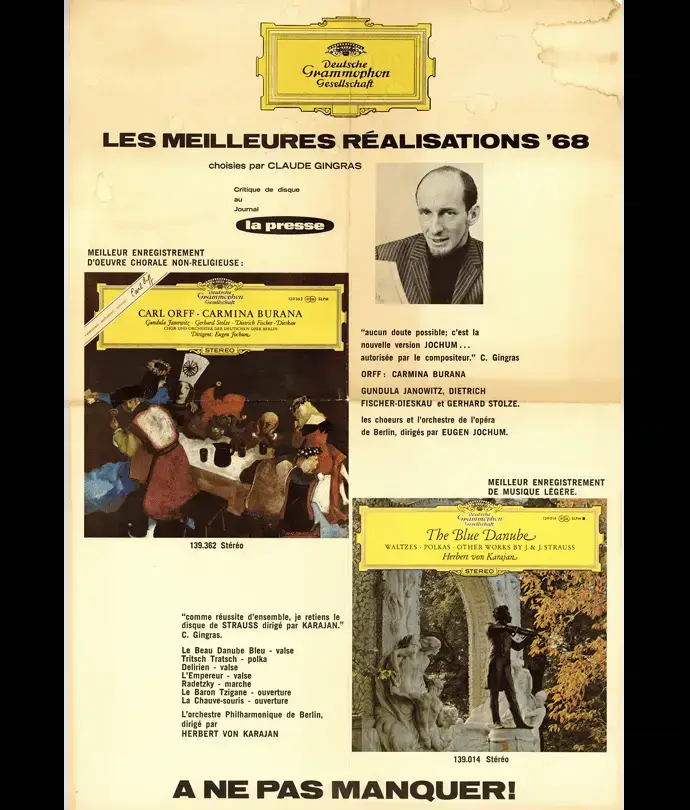 Deutsche
Grammophon
Gesellschaft
LES MEILLEURES RÉALISATIONS '68
choisies par CLAUDE GINGRAS
Critique de disque
au
Journal
la presse
MEILLEUR ENREGISTREMENT
D'OEUVRE CHORALE NON-RELIGIEUSE :
Deutsche
Grammophon
Gesellschaft
139 362 SLPM
CARL ORFF · CARMINA BURANA
Gundula Janowitz · Gerhard Stolze · Dietrich Fischer-Dieskau
CHOR UND ORCHESTER DER DEUTSCHEN OPER BERLIN
Dirigent: Eugen Jochum
STEREO
139.362 Stéréo
"aucun doute possible; c'est la
nouvelle version JOCHUM...
autorisée par le compositeur." C. Gingras
ORFF : CARMINA BURANA
GUNDULA JANOWITZ, DIETRICH
FISCHER-DIESKAU et GERHARD STOLZE.
les choeurs et l'orchestre de l'opéra
de Berlin, dirigés par EUGEN JOCHUM.
MEILLEUR ENREGISTREMENT
DE MUSIQUE LÉGÉRE.
Deutsche
Grammophon
Gesellschaft
139 014 SLPM
The Blue Danube
WALTZES · POLKAS · OTHER WORKS BY J. & J. STRAUSS
Herbert von Karajan
STEREO
139.014 Stéréo
"comme réussite d'ensemble, je retiens le
disque de STRAUSS dirigé par KARAJAN."
C. Gingras.
Le Beau Danube Bleu - valse
Tritsch Tratsch - polka
Delirien - valse
L'Empereur - valse
Radetzky - marche
Le Baron Tzigane - ouverture
La Chauve-souris - ouverture
L'orchestre Philharmonique de Berlin,
dirigé par
HERBERT VON KARAJAN
A NE PAS MANQUER!